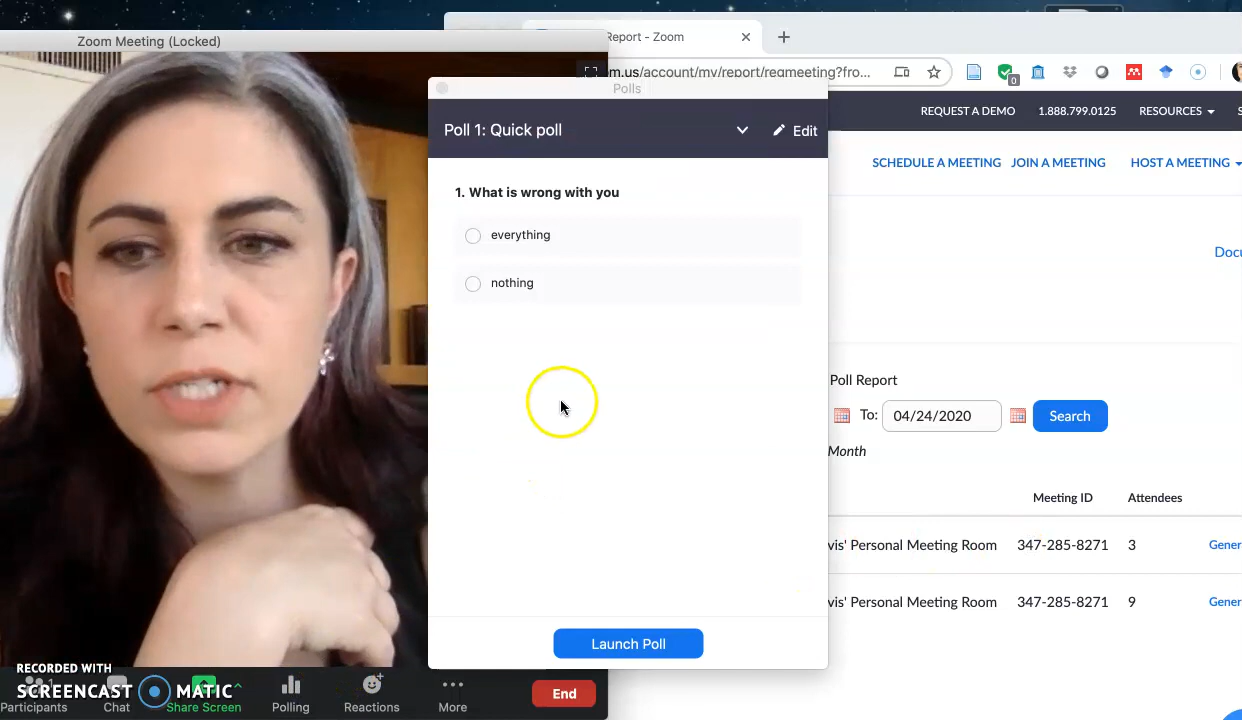 Zoom Meeting (Locked)
Report - Zoom
m.us/account/my/report/reqmeeting?fro...
0
Polls
REQUEST A DEMO
1.888.799.0125
RESOURCES
Poll 1: Quick poll
Edit
SCHEDULE A MEETING
JOIN A MEETING
HOST A MEETING
1. What is wrong with you
everything
nothing
Docu
Poll Report
To:
04/24/2020
Search
Month
Meeting ID
Attendees
vis' Personal Meeting Room
347-285-8271
3
Gener
vis' Personal Meeting Room
347-285-8271
9
Gener
Launch Poll
RECORDED WITH
SCREENCAST MATIC
1
Participants
Chat
Share Screen
Polling
Reactions
More
End